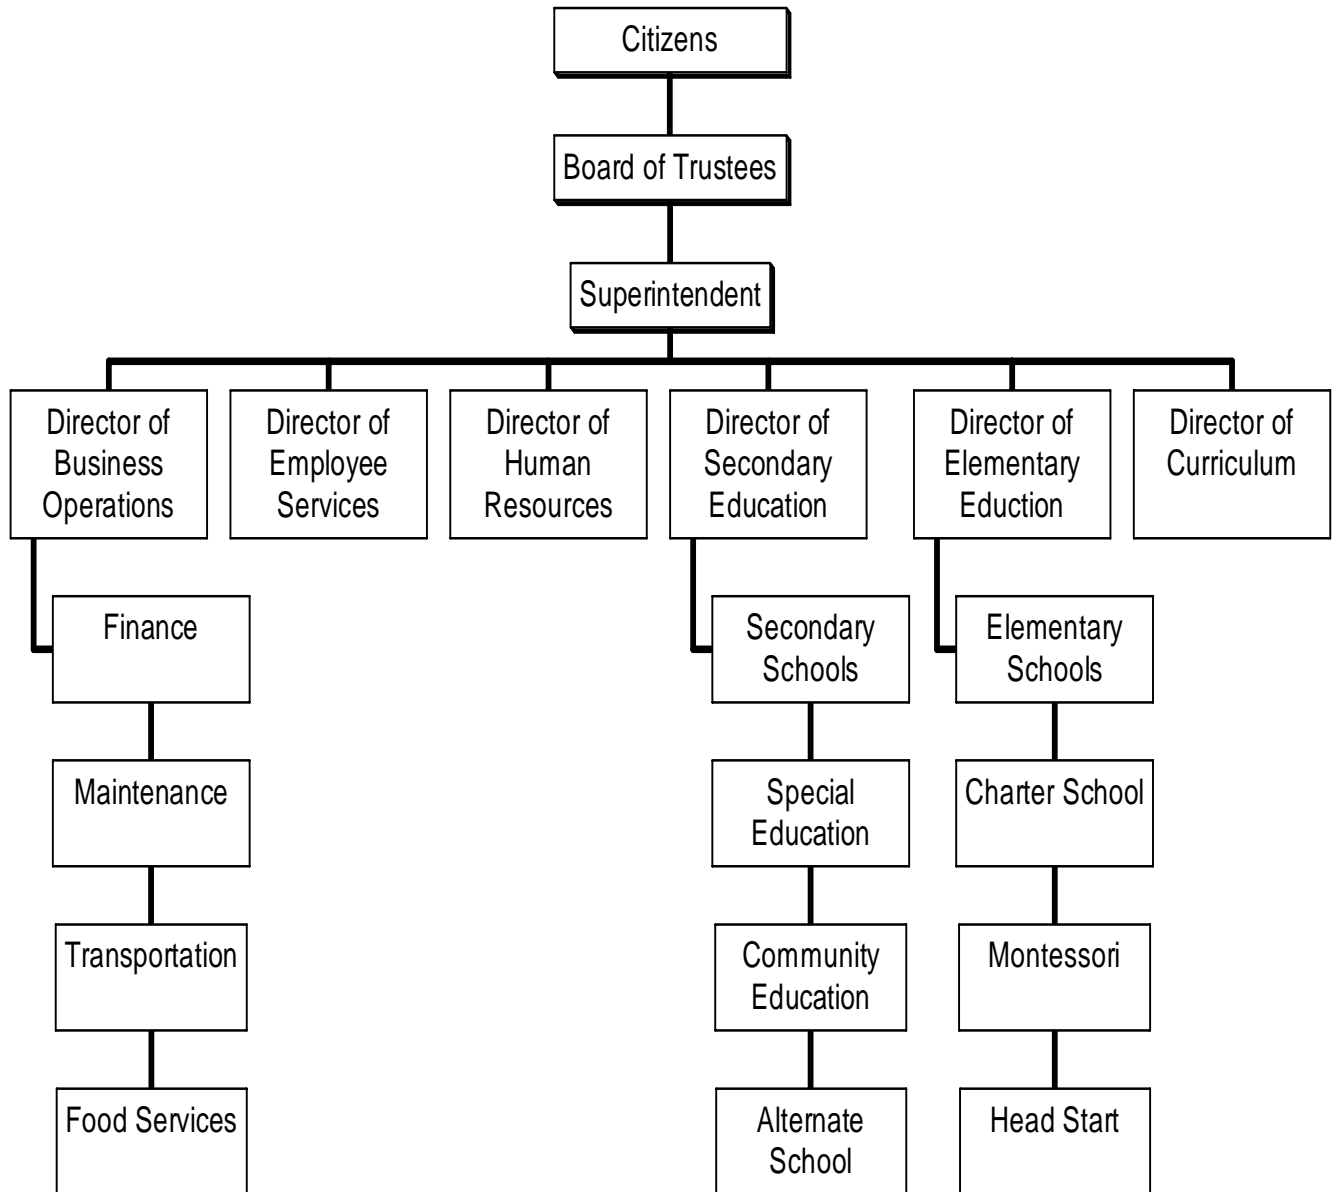 Citizens
Board of Trustees
Superintendent
Director of
Business
Operations
Director of
Employee
Services
Director of
Human
Resources
Director of
Secondary
Education
Director of
Elementary
Eduction
Director of
Curriculum
Finance
Maintenance
Transportation
Food Services
Secondary
Schools
Special
Education
Community
Education
Alternate
School
Elementary
Schools
Charter School
Montessori
Head Start